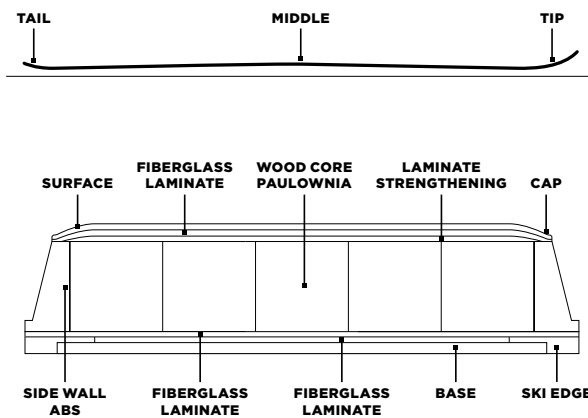 TAIL MIDDLE TIP
FIBERGLASS WOOD CORE LAMINATE
SURFACE LAMINATE PAULOWNIA STRENGTHENING CAP
SIDE WALL FIBERGLASS FIBERGLASS BASE SKI EDGE
ABS LAMINATE LAMINATE